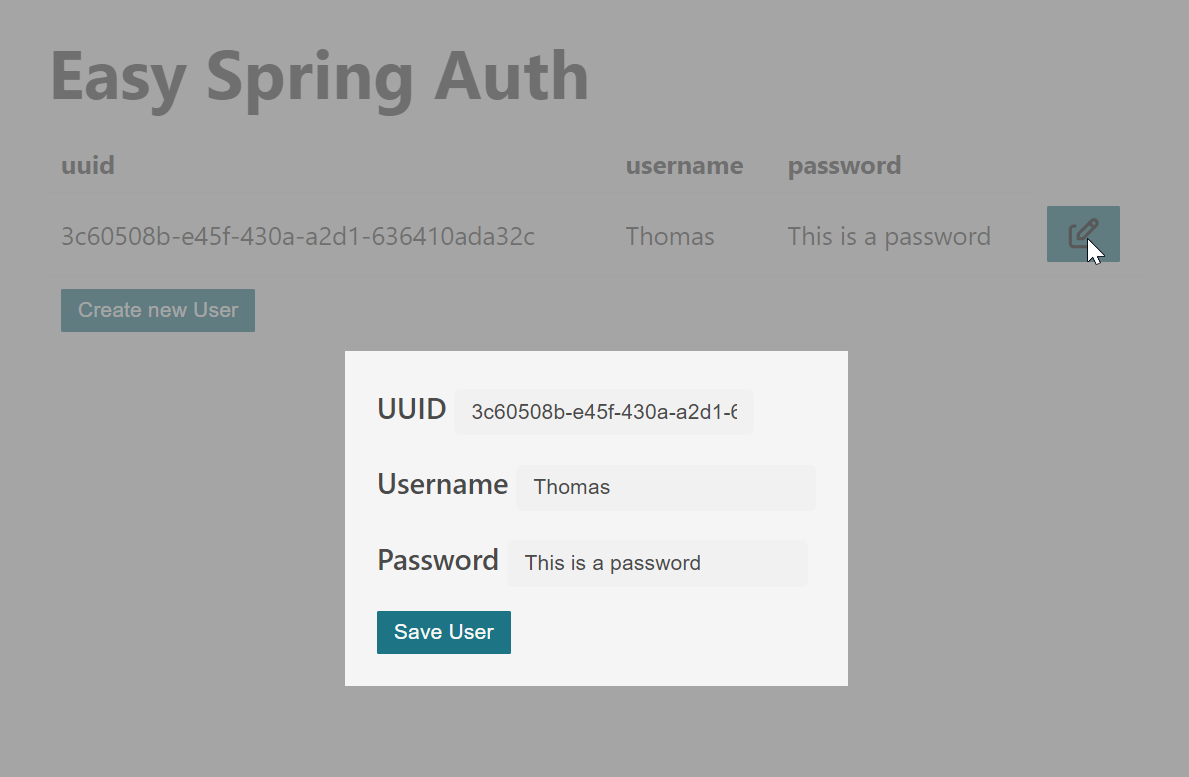 Easy Spring Auth
uuid username password
3c60508b-e45f-430a-a2d1-636410ada32c Thomas This is a password
Create new User
UUID 3c60508b-e45f-430a-a2d1-6
Username Thomas
Password This is a password
Save User